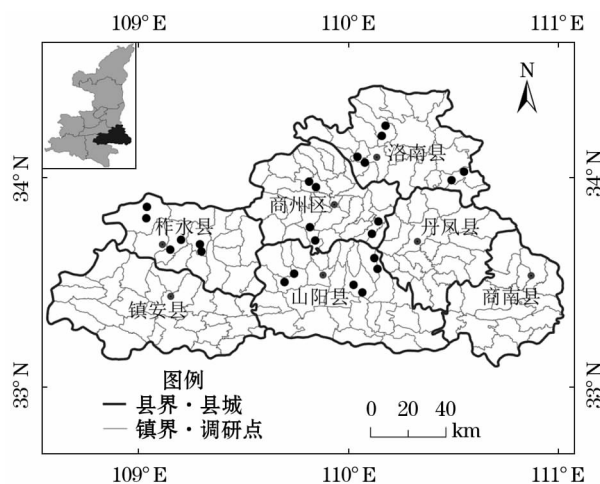 109°E 110°E 111°E
N
34°N 34°N
洛南县
商州区
丹凤县
柞水县
山阳县
商南县
镇安县
图例
33°N 33°N
县界·县城
镇界·调研点
0 20 40
km
109°E 110°E 111°E